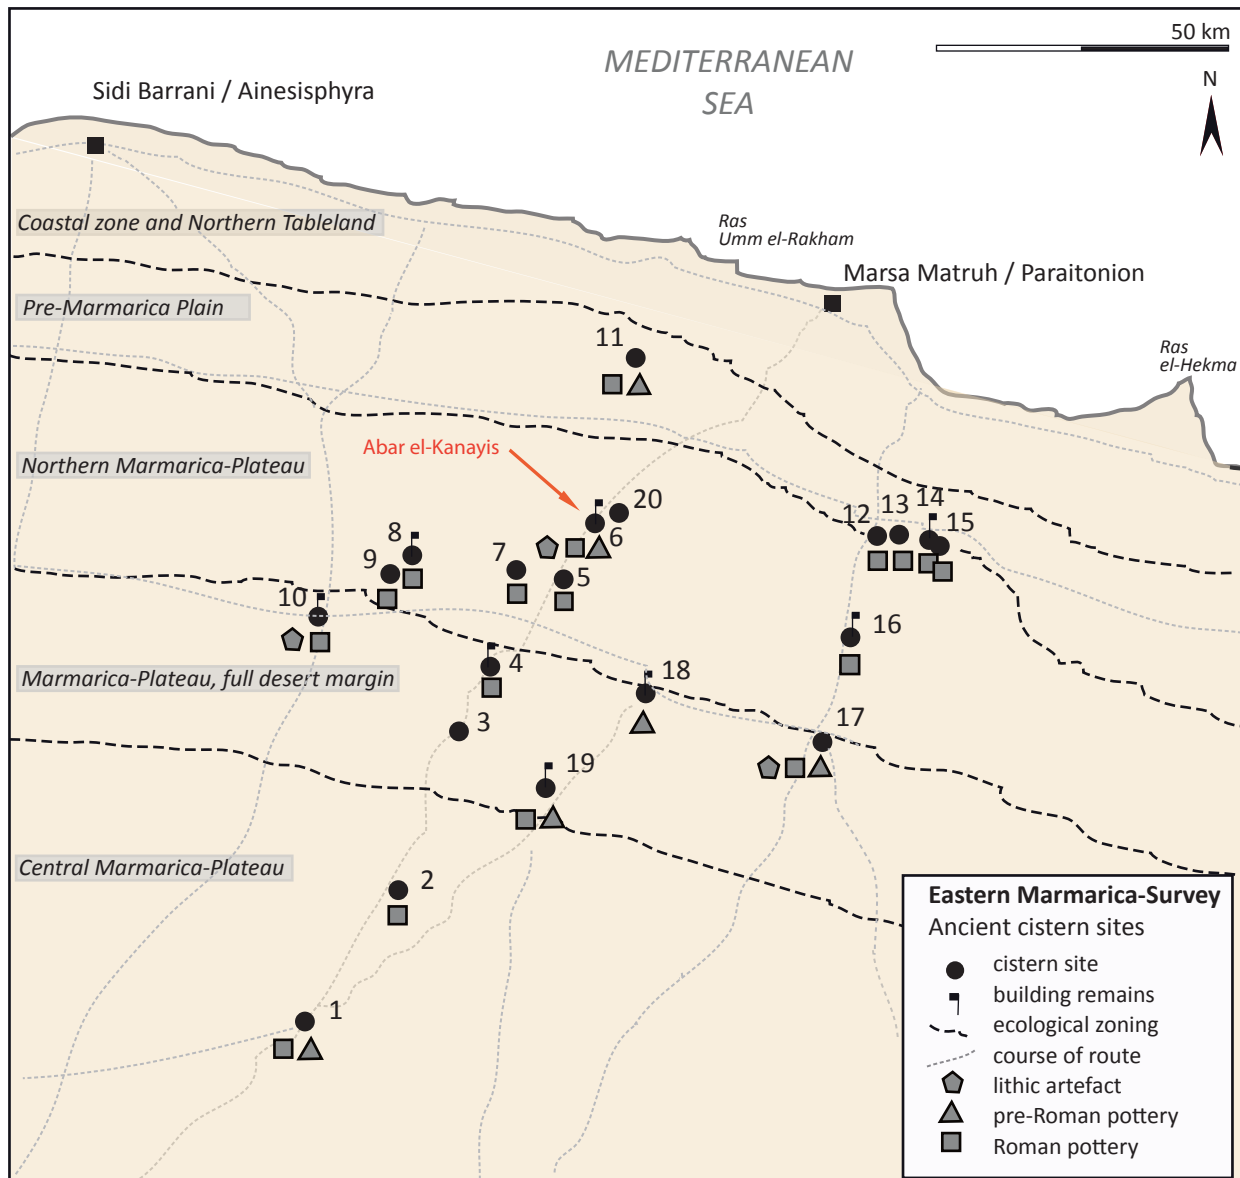 50 km
MEDITERRANEAN
SEA
N
Sidi Barrani / Ainesisphyra
Coastal zone and Northern Tableland
Ras
Umm el-Rakham
Marsa Matruh / Paraitonion
Pre-Marmarica Plain
11
Ras
el-Hekma
Abar el-Kanayis
Northern Marmarica-Plateau
20
6
12
13
14
15
8
9
7
5
10
16
4
Marmarica-Plateau, full desert margin
18
3
17
19
Central Marmarica-Plateau
2
1
Eastern Marmarica-Survey
Ancient cistern sites
cistern site
building remains
ecological zoning
course of route
lithic artefact
pre-Roman pottery
Roman pottery